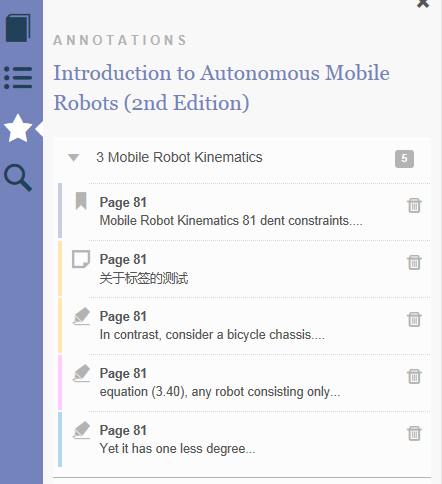 ANNOTATIONS
Introduction to Autonomous Mobile
Robots (2nd Edition)
3 Mobile Robot Kinematics 5
Page 81
Mobile Robot Kinematics 81 dent constraints....
Page 81
关于标签的测试
Page 81
In contrast, consider a bicycle chassis....
Page 81
equation (3.40), any robot consisting only...
Page 81
Yet it has one less degree...